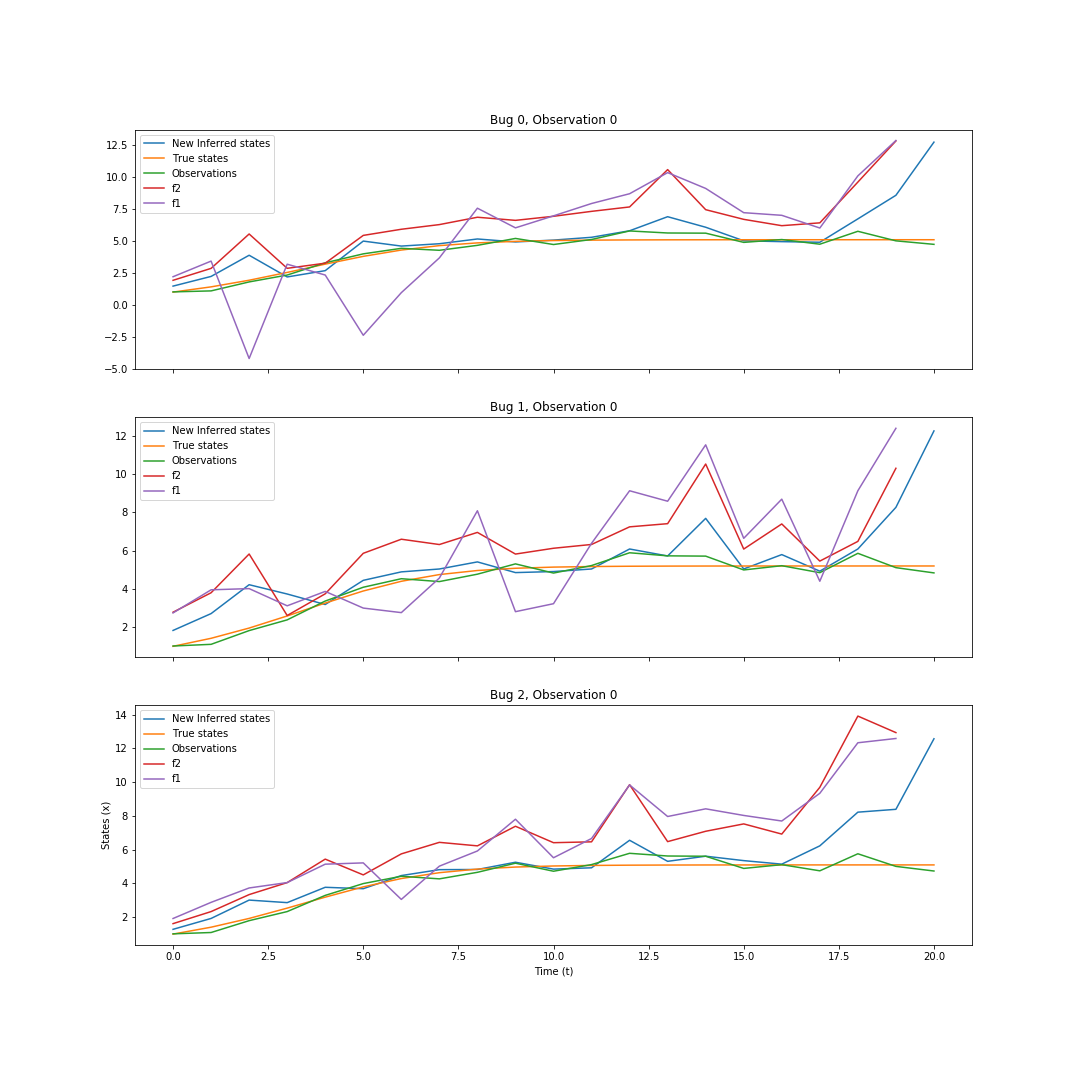 Bug 0, Observation 0
New Inferred states
True states
Observations
f2
f1
12.5
10.0
7.5
5.0
2.5
0.0
−2.5
−5.0
Bug 1, Observation 0
New Inferred states
True states
Observations
f2
f1
12
10
8
6
4
2
Bug 2, Observation 0
New Inferred states
True states
Observations
f2
f1
14
12
10
8
6
4
2
States (x)
0.0 2.5 5.0 7.5 10.0 12.5 15.0 17.5 20.0
Time (t)